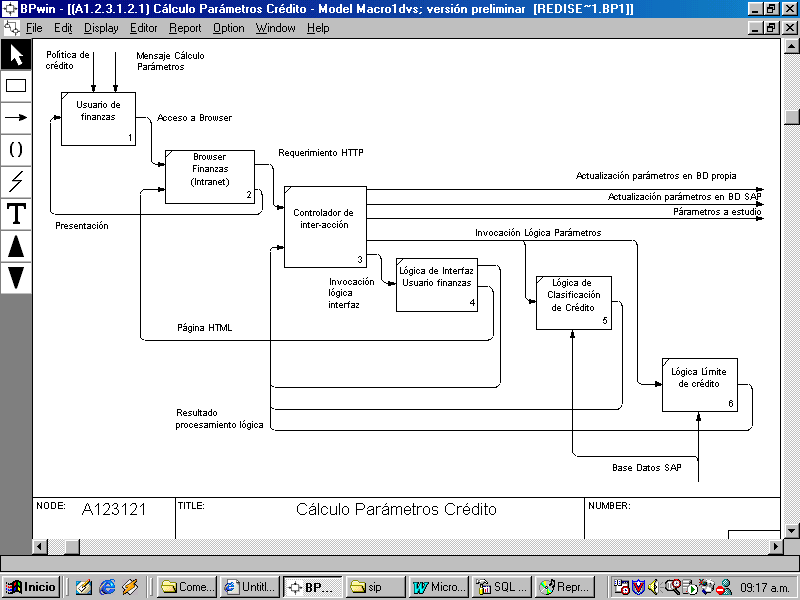 BPwin - [(A1.2.3.1.2.1) Cálculo Parámetros Crédito - Model Macro1dvs; versión preliminar [REDISE~1.BP1]]
File Edit Display Editor Report Option Window Help
Política de
crédito
Mensaje Cálculo
Parámetros
Usuario de
finanzas
1
Acceso a Browser
Browser
Finanzas
(Intranet)
2
Requerimiento HTTP
Presentación
Controlador de
inter-acción
3
Actualización parámetros en BD propia
Actualización parámetros en BD SAP
Párametros a estudio
Invocación Lógica Parámetros
Invocación
lógica
interfaz
Lógica de Interfaz
Usuario finanzas
4
Lógica de
Clasificación
de Crédito
5
Página HTML
Lógica Límite
de crédito
6
Resultado
procesamiento lógica
Base Datos SAP
NODE:
A123121
TITLE:
Cálculo Parámetros Crédito
NUMBER:
Inicio
Come...
Untitl...
BP...
sip
Micro...
SQL ...
Repr...
09:17 a.m.